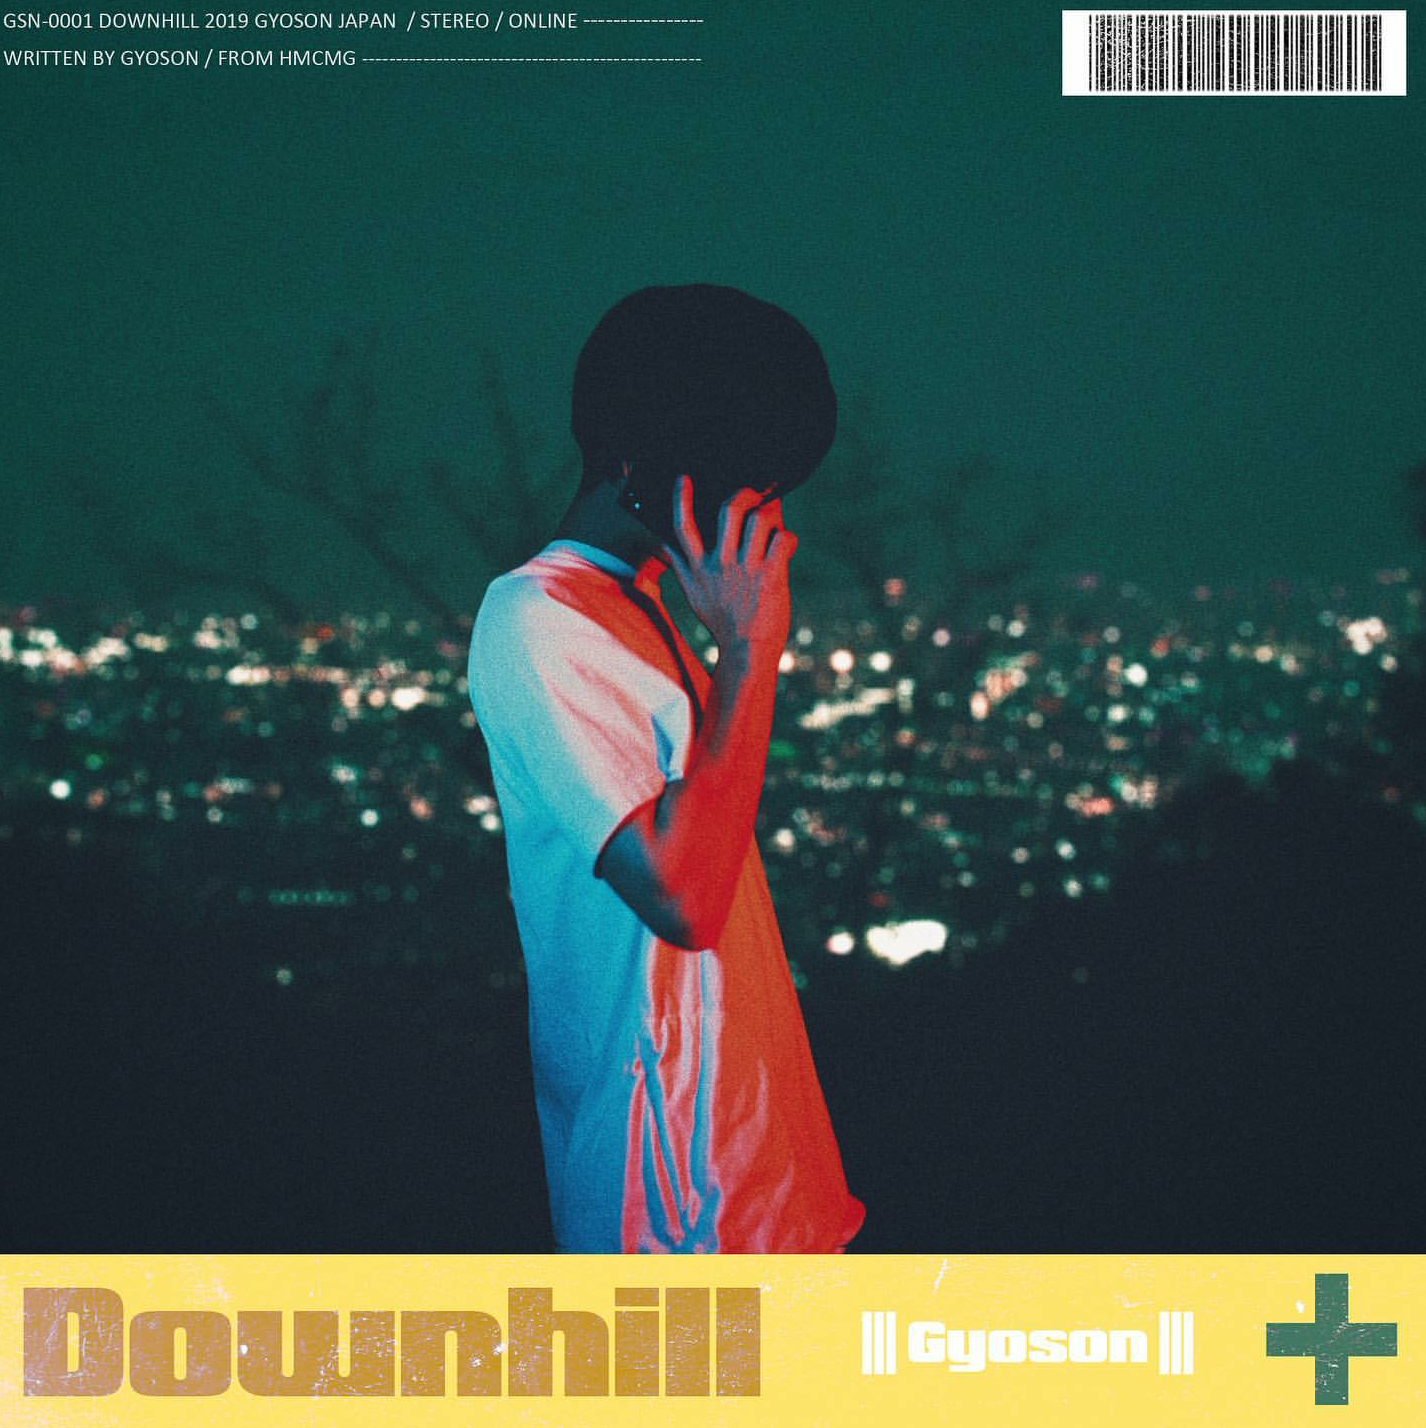 GSN-0001 DOWNHILL 2019 GYOSON JAPAN / STEREO / ONLINE ----------------
WRITTEN BY GYOSON / FROM HMCMG --------------------------------------------------
Downhill
||| Gyoson |||